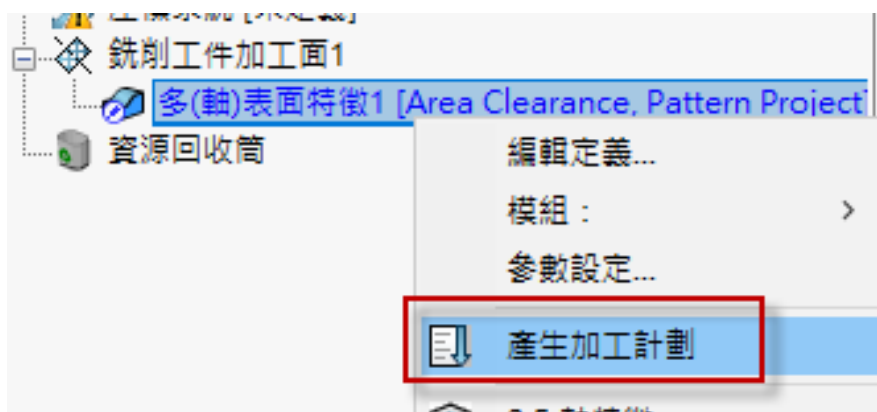 銑削工件加工面1
多(軸)表面特徵1 [Area Clearance, Pattern Project
資源回收筒
編輯定義...
模組：
參數設定...
產生加工計劃